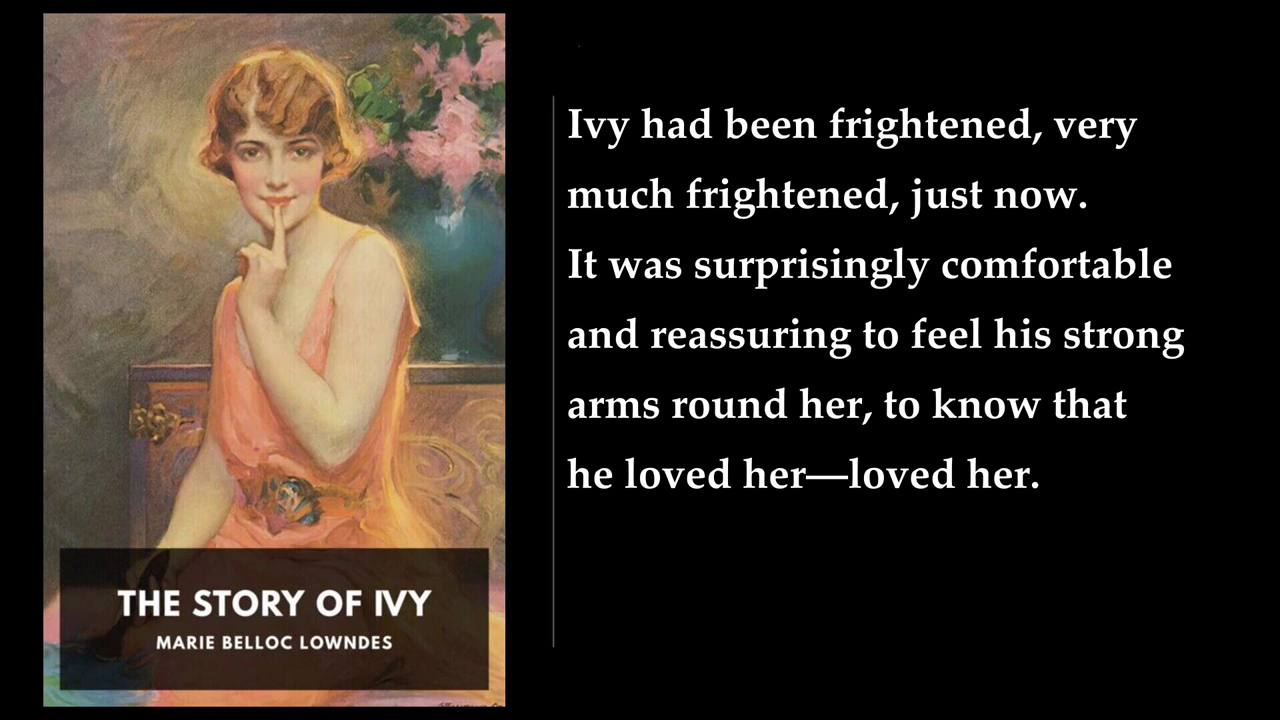 THE STORY OF IVY
MARIE BELLOC LOWNDES
Ivy had been frightened, very
much frightened, just now.
It was surprisingly comfortable
and reassuring to feel his strong
arms round her, to know that
he loved her—loved her.